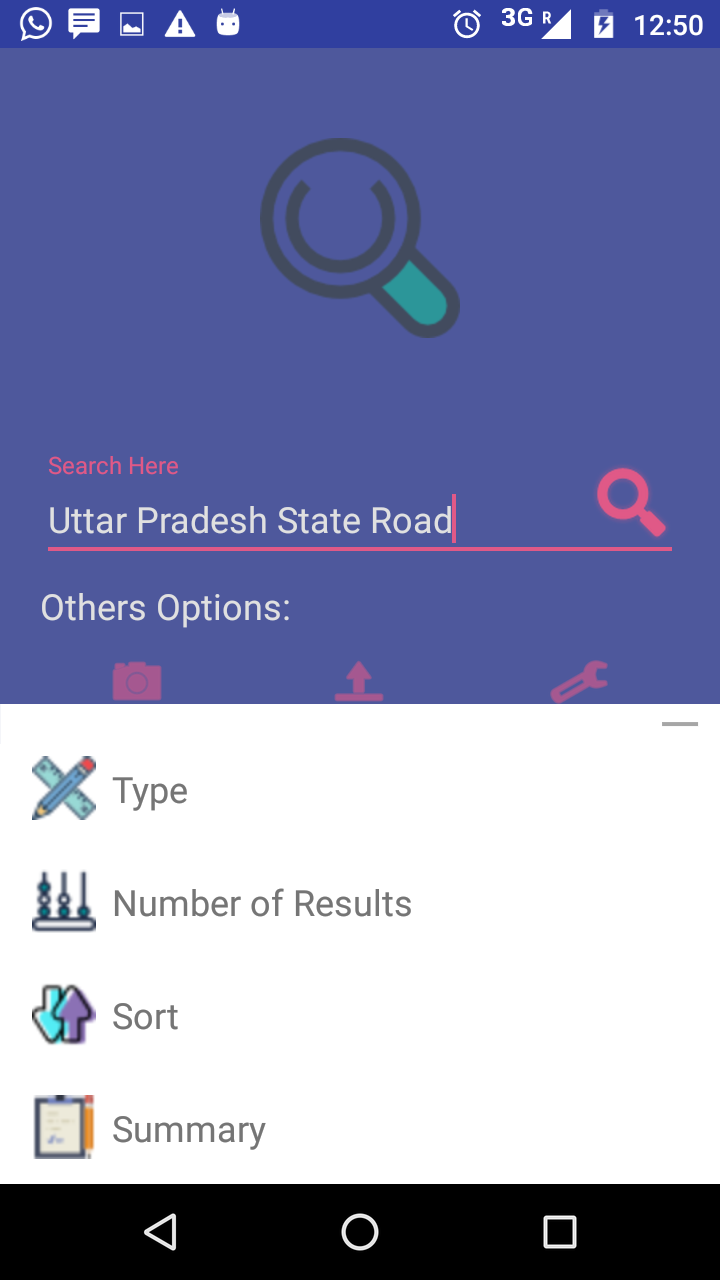 3G R 12:50
Search Here
Uttar Pradesh State Road
Others Options:
Type
Number of Results
Sort
Summary